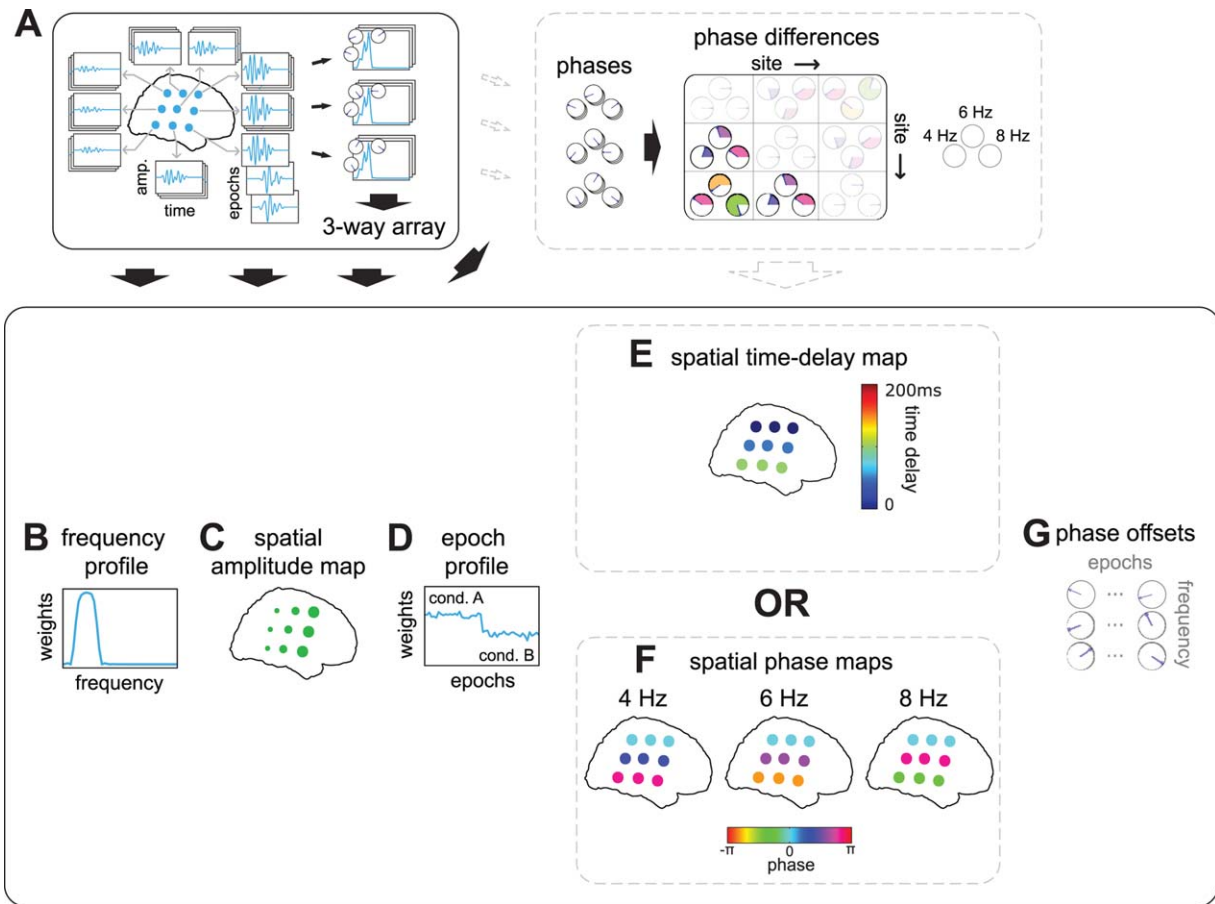 A
amp.
time
epochs
3-way array
phase differences
site →
phases
site →
6 Hz
4 Hz
8 Hz
E spatial time-delay map
200ms
time delay
0
B frequency
profile
weights
frequency
C spatial
amplitude map
D epoch
profile
weights
cond. A
cond. B
epochs
OR
F spatial phase maps
4 Hz
6 Hz
8 Hz
-π
0
π
phase
G phase offsets
epochs
...
...
...
frequency